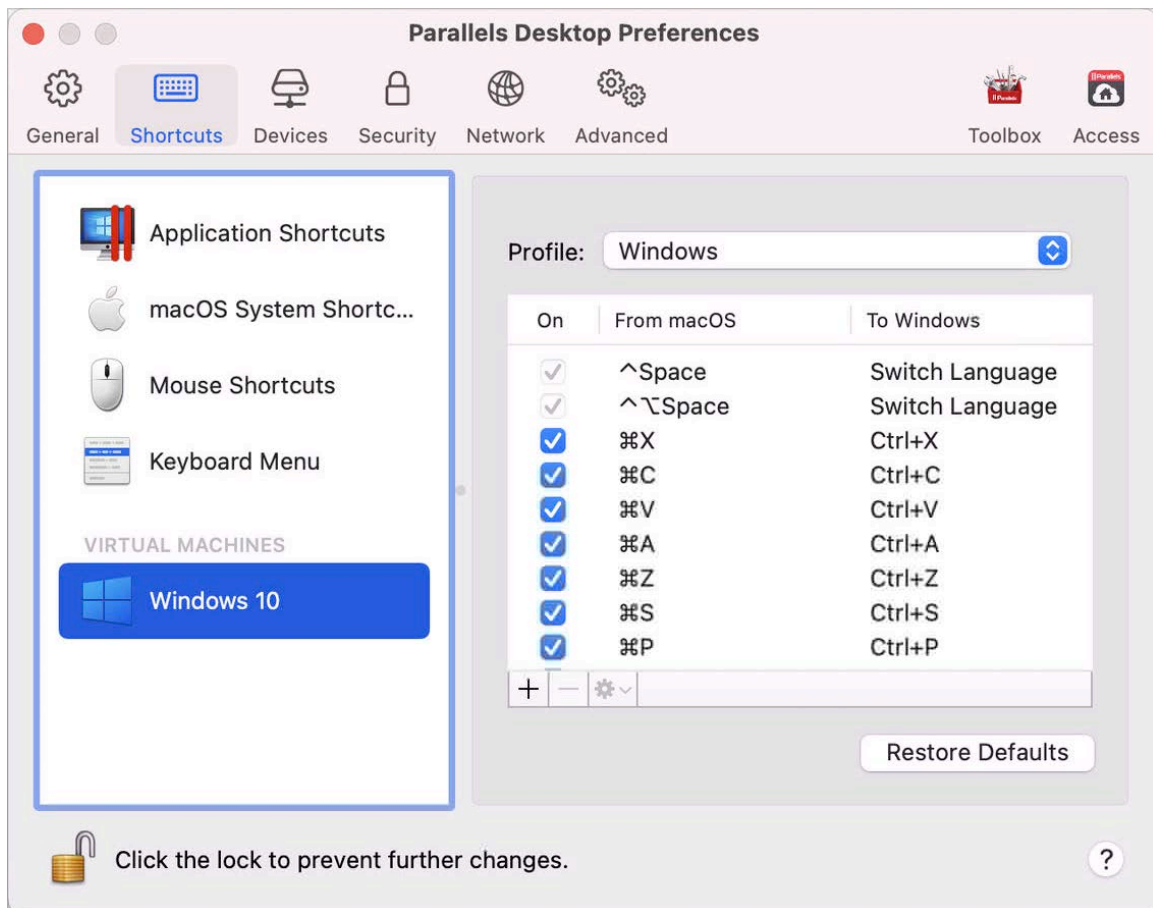 Parallels Desktop Preferences
General Shortcuts Devices Security Network Advanced Toolbox Access
Application Shortcuts
macOS System Shortc...
Mouse Shortcuts
Keyboard Menu
VIRTUAL MACHINES
Windows 10
Profile: Windows
On From macOS To Windows
^Space Switch Language
^⌥Space Switch Language
⌘X Ctrl+X
⌘C Ctrl+C
⌘V Ctrl+V
⌘A Ctrl+A
⌘Z Ctrl+Z
⌘S Ctrl+S
⌘P Ctrl+P
Restore Defaults
Click the lock to prevent further changes.
?